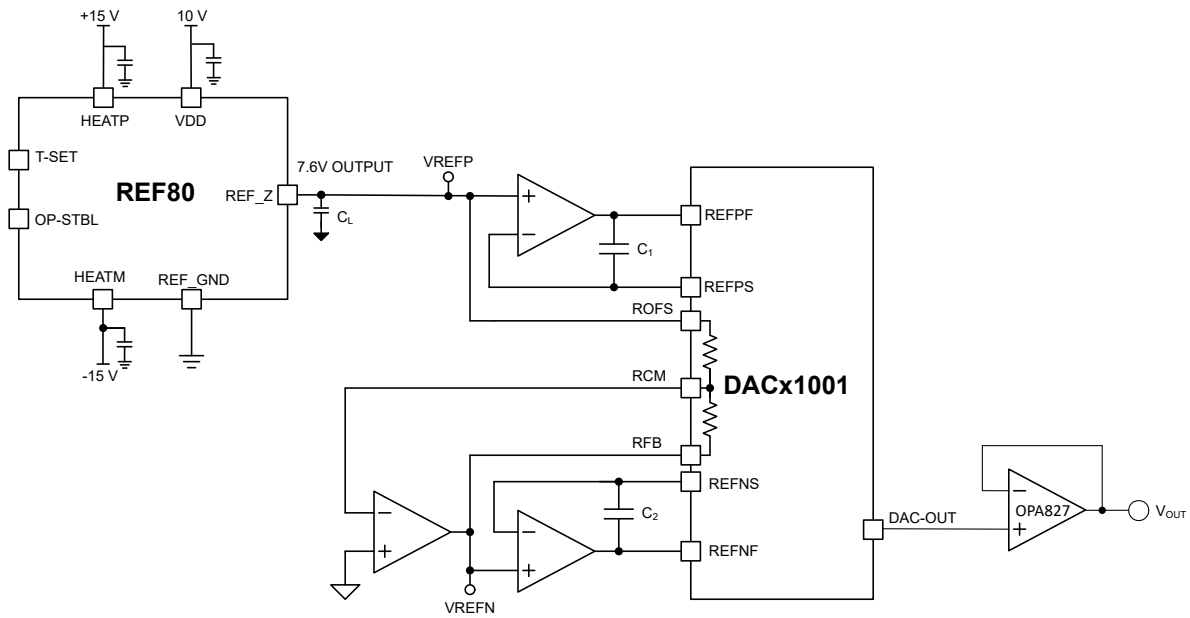 +15 V
10 V
HEATP
VDD
T-SET
REF80
REF_Z
OP-STBL
HEATM
REF_GND
-15 V
7.6V OUTPUT
VREFP
CL
+
−
C1
REFPF
REFPS
ROFS
RCM
DACx1001
RFB
REFNS
−
+
C2
−
+
REFNF
VREFN
DAC-OUT
−
OPA827
+
VOUT